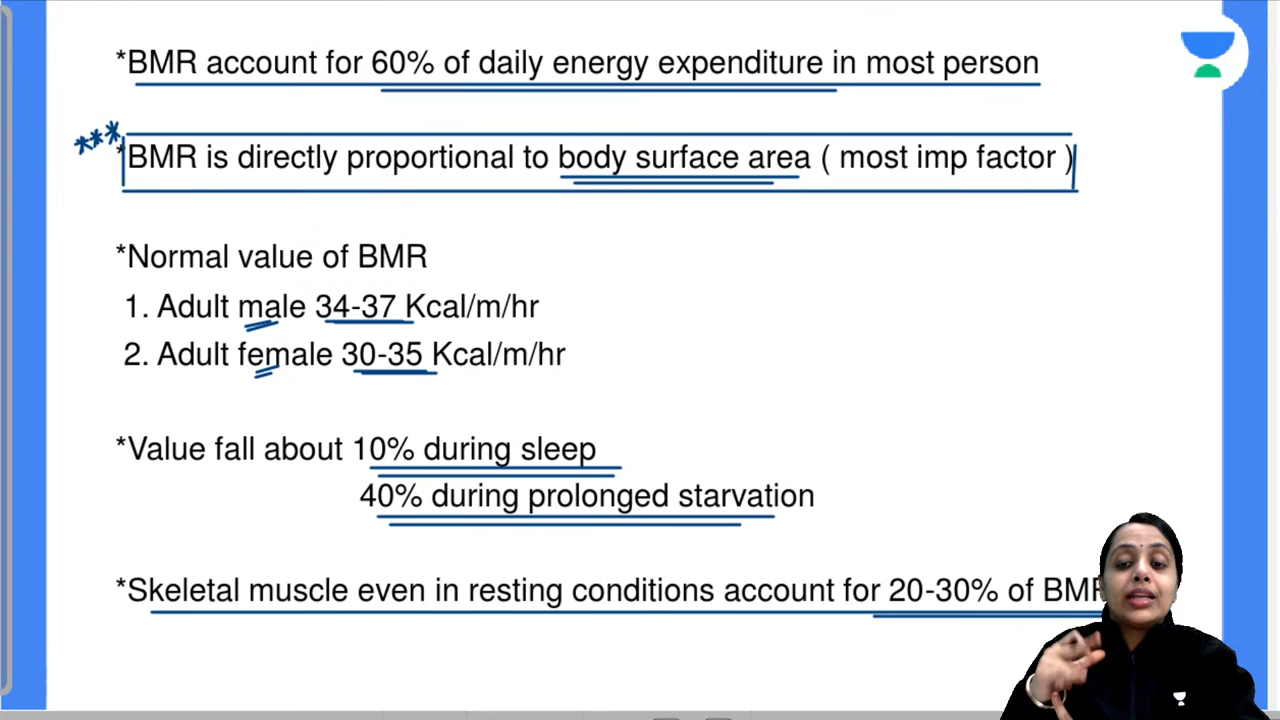 *BMR account for 60% of daily energy expenditure in most person
***
*BMR is directly proportional to body surface area ( most imp factor )
*Normal value of BMR
1. Adult male 34-37 Kcal/m/hr
2. Adult female 30-35 Kcal/m/hr
*Value fall about 10% during sleep
40% during prolonged starvation
*Skeletal muscle even in resting conditions account for 20-30% of BMR